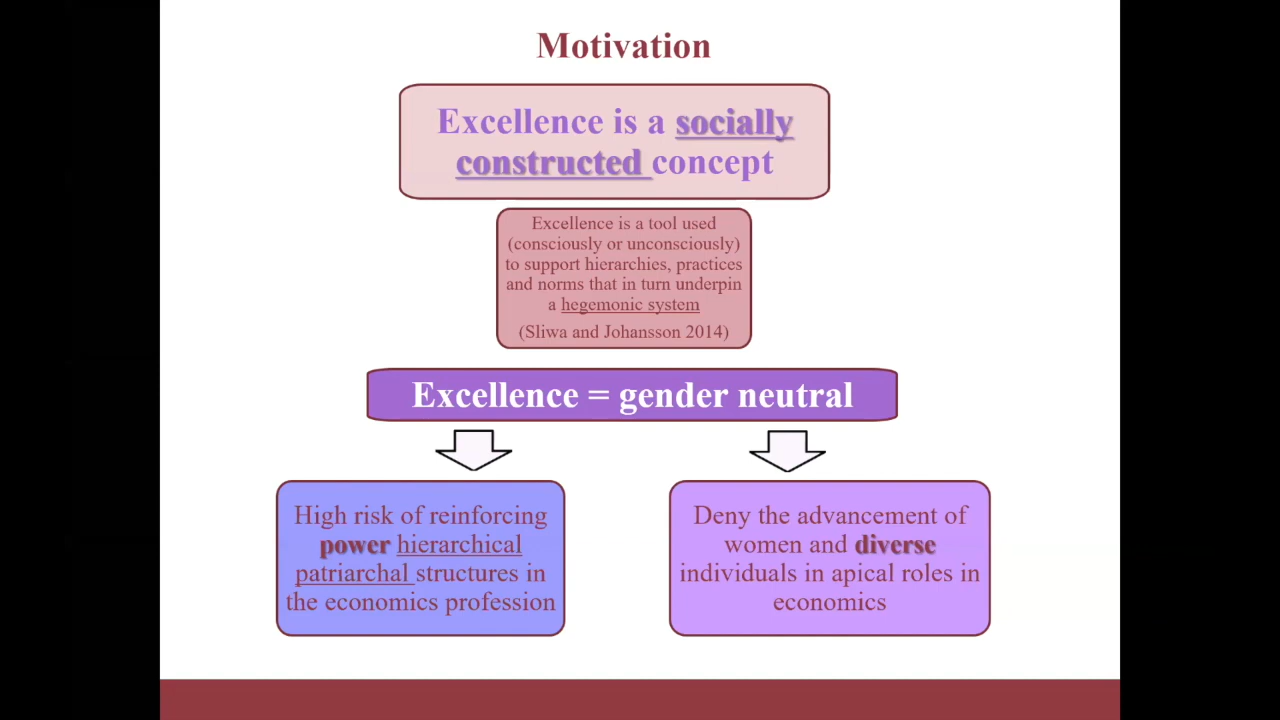 Motivation
Excellence is a socially
constructed concept
Excellence is a tool used
(consciously or unconsciously)
to support hierarchies, practices
and norms that in turn underpin
a hegemonic system
(Sliwa and Johansson 2014)
Excellence = gender neutral
High risk of reinforcing
power hierarchical
patriarchal structures in
the economics profession
Deny the advancement of
women and diverse
individuals in apical roles in
economics